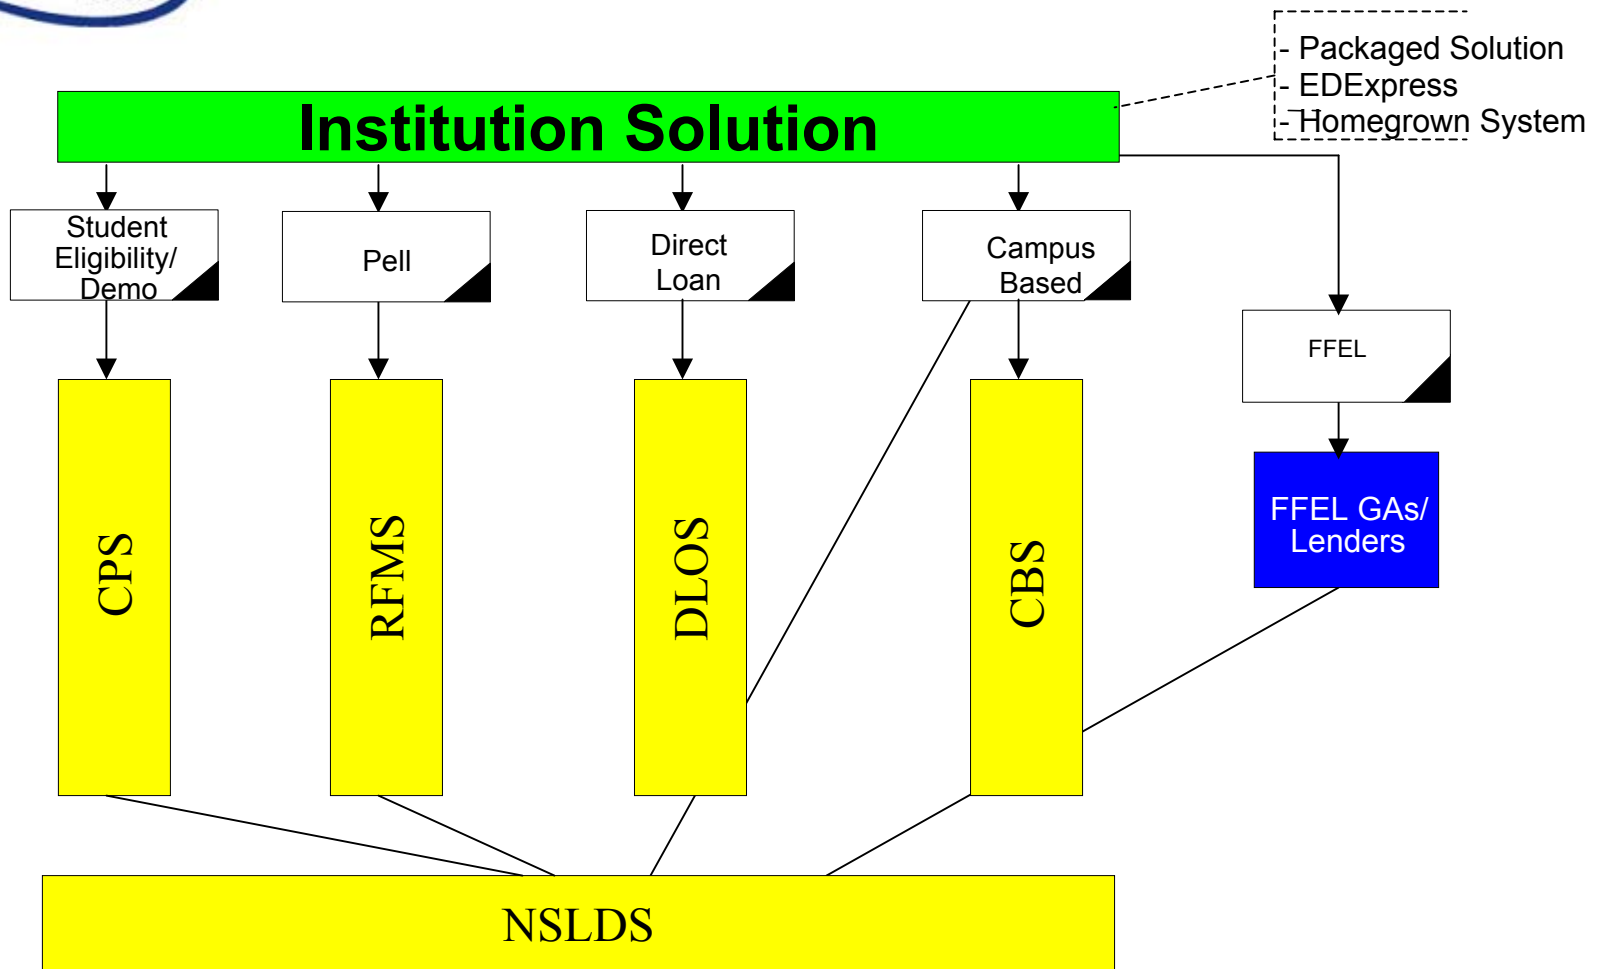 - Packaged Solution
- EDExpress
- Homegrown System
Institution Solution
Student
Eligibility/
Demo
Pell
Direct
Loan
Campus
Based
FFEL
CPS
RFMS
DLOS
CBS
FFEL GAs/
Lenders
NSLDS